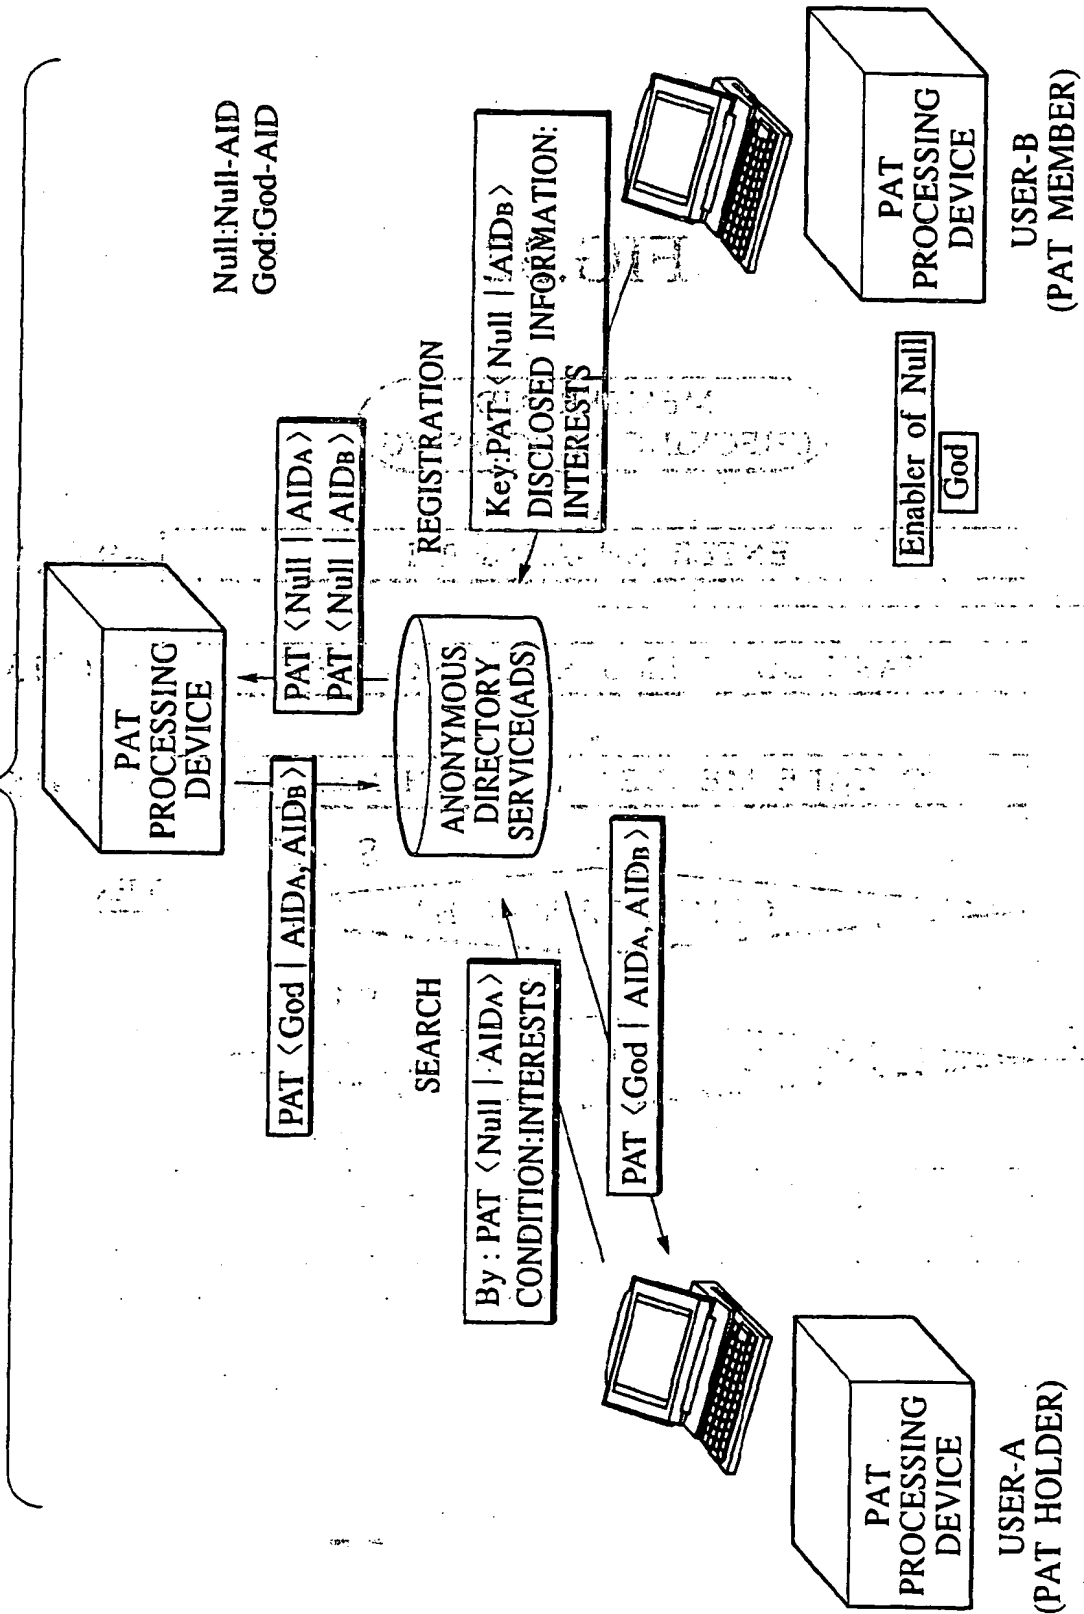 Null:Null-AID
God:God-AID
PAT
PROCESSING
DEVICE
PAT ⟨God | AIDA, AIDB⟩
PAT ⟨Null | AIDA⟩
PAT ⟨Null | AIDB⟩
SEARCH
ANONYMOUS
DIRECTORY
SERVICE(ADS)
REGISTRATION
By : PAT ⟨Null | AIDA⟩
CONDITION:INTERESTS
Key:PAT ⟨Null | AIDB⟩
DISCLOSED INFORMATION:
INTERESTS
PAT ⟨God | AIDA, AIDB⟩
PAT
PROCESSING
DEVICE
USER-A
(PAT HOLDER)
Enabler of Null
God
PAT
PROCESSING
DEVICE
USER-B
(PAT MEMBER)